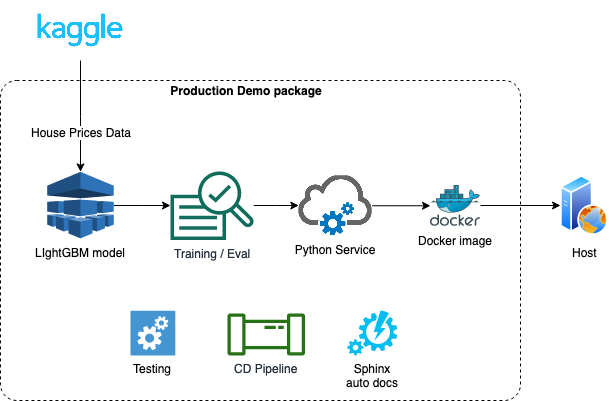 kaggle
Production Demo package
House Prices Data
LIghtGBM model
Training / Eval
Python Service
docker
Docker image
Host
Testing
CD Pipeline
Sphinx
auto docs